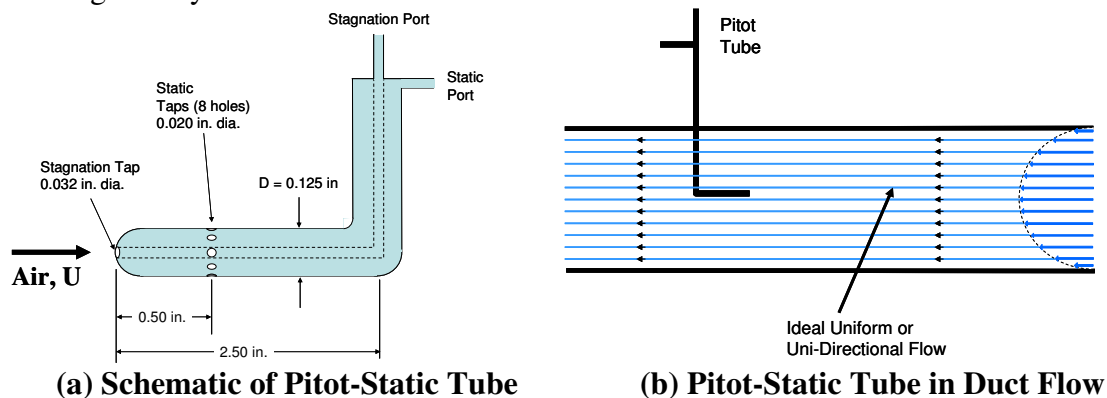 Stagnation Port
Static
Port
Static
Taps (8 holes)
0.020 in. dia.
Stagnation Tap
0.032 in. dia.
D = 0.125 in
Air, U
0.50 in.
2.50 in.
(a) Schematic of Pitot-Static Tube
Pitot
Tube
Ideal Uniform or
Uni-Directional Flow
(b) Pitot-Static Tube in Duct Flow